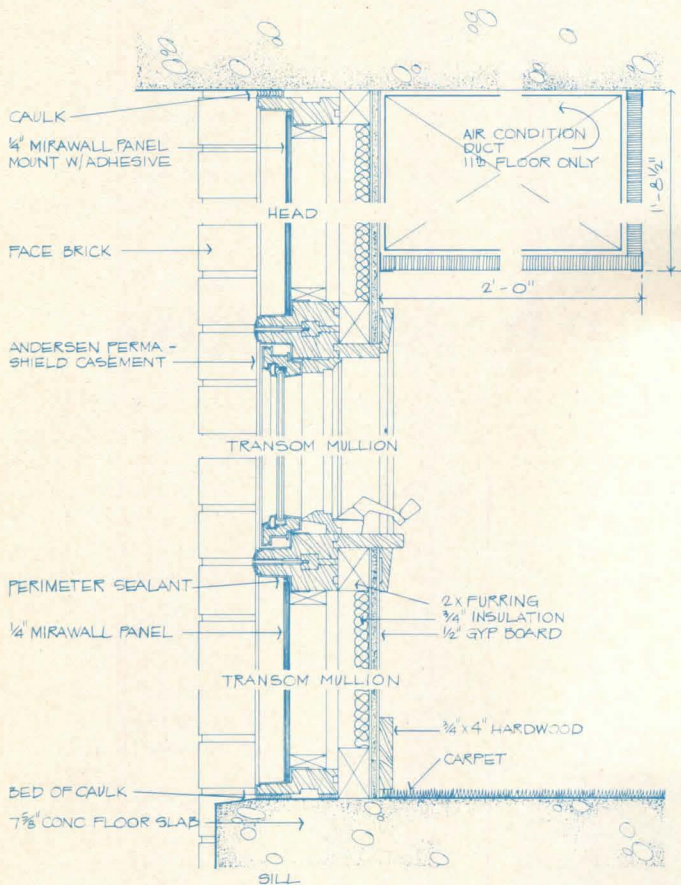 CAULK
1/4" MIRAWALL PANEL
MOUNT W/ADHESIVE
AIR CONDITION
DUCT
11th FLOOR ONLY
1'-8 1/2"
HEAD
FACE BRICK
2'-0"
ANDERSEN PERMA-
SHIELD CASEMENT
TRANSOM MULLION
PERIMETER SEALANT
2X FURRING
3/4" INSULATION
1/2" GYP BOARD
1/4" MIRAWALL PANEL
TRANSOM MULLION
3/4" x 4" HARDWOOD
CARPET
BED OF CAULK
7 5/8" CONC FLOOR SLAB
SILL